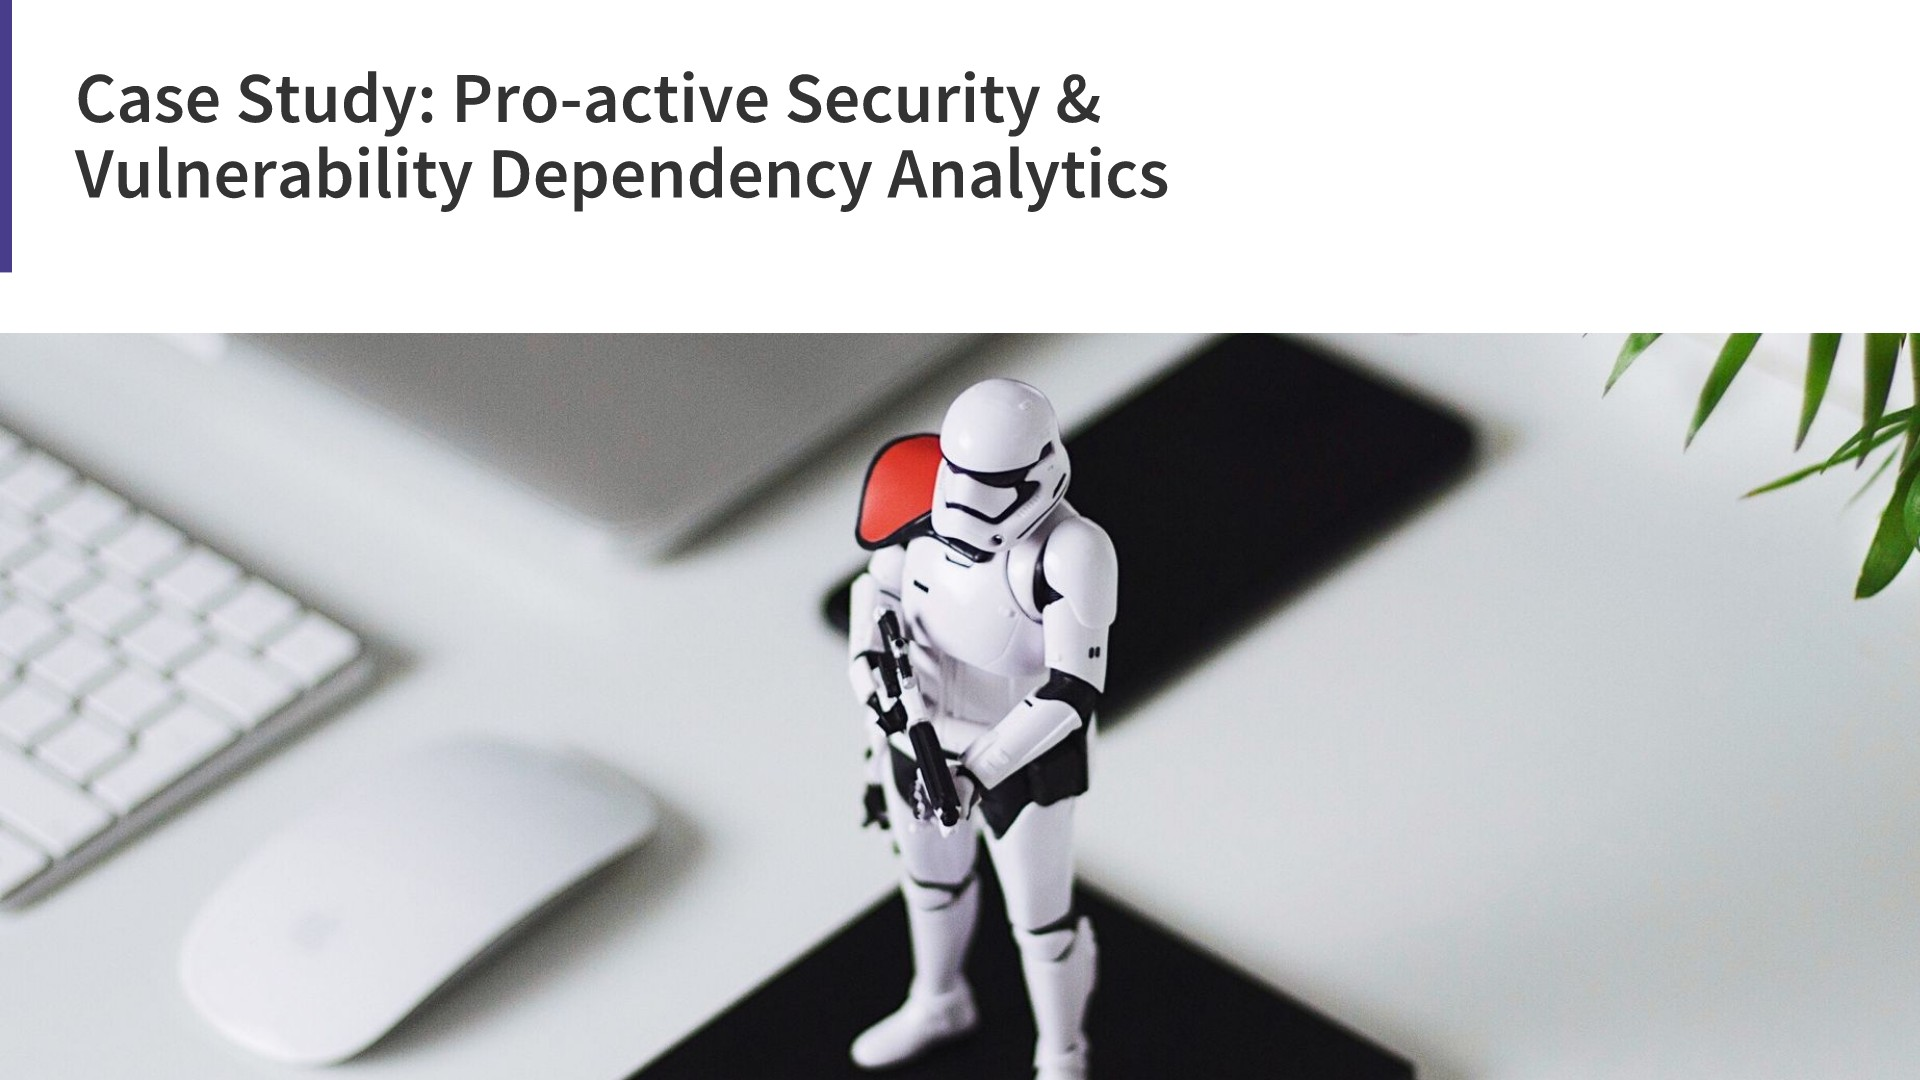 Case Study: Pro-active Security &
Vulnerability Dependency Analytics